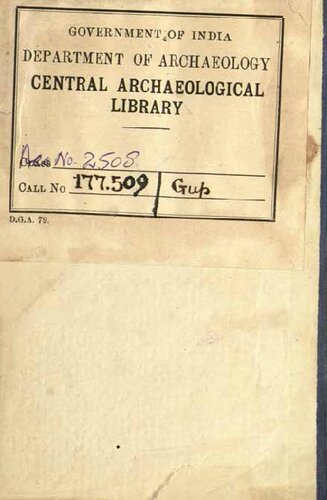 GOVERNMENT OF INDIA
DEPARTMENT OF ARCHAEOLOGY
CENTRAL ARCHAEOLOGICAL
LIBRARY
Acc No. 2508
CALL No 177.509 Gup
D.G.A. 79.